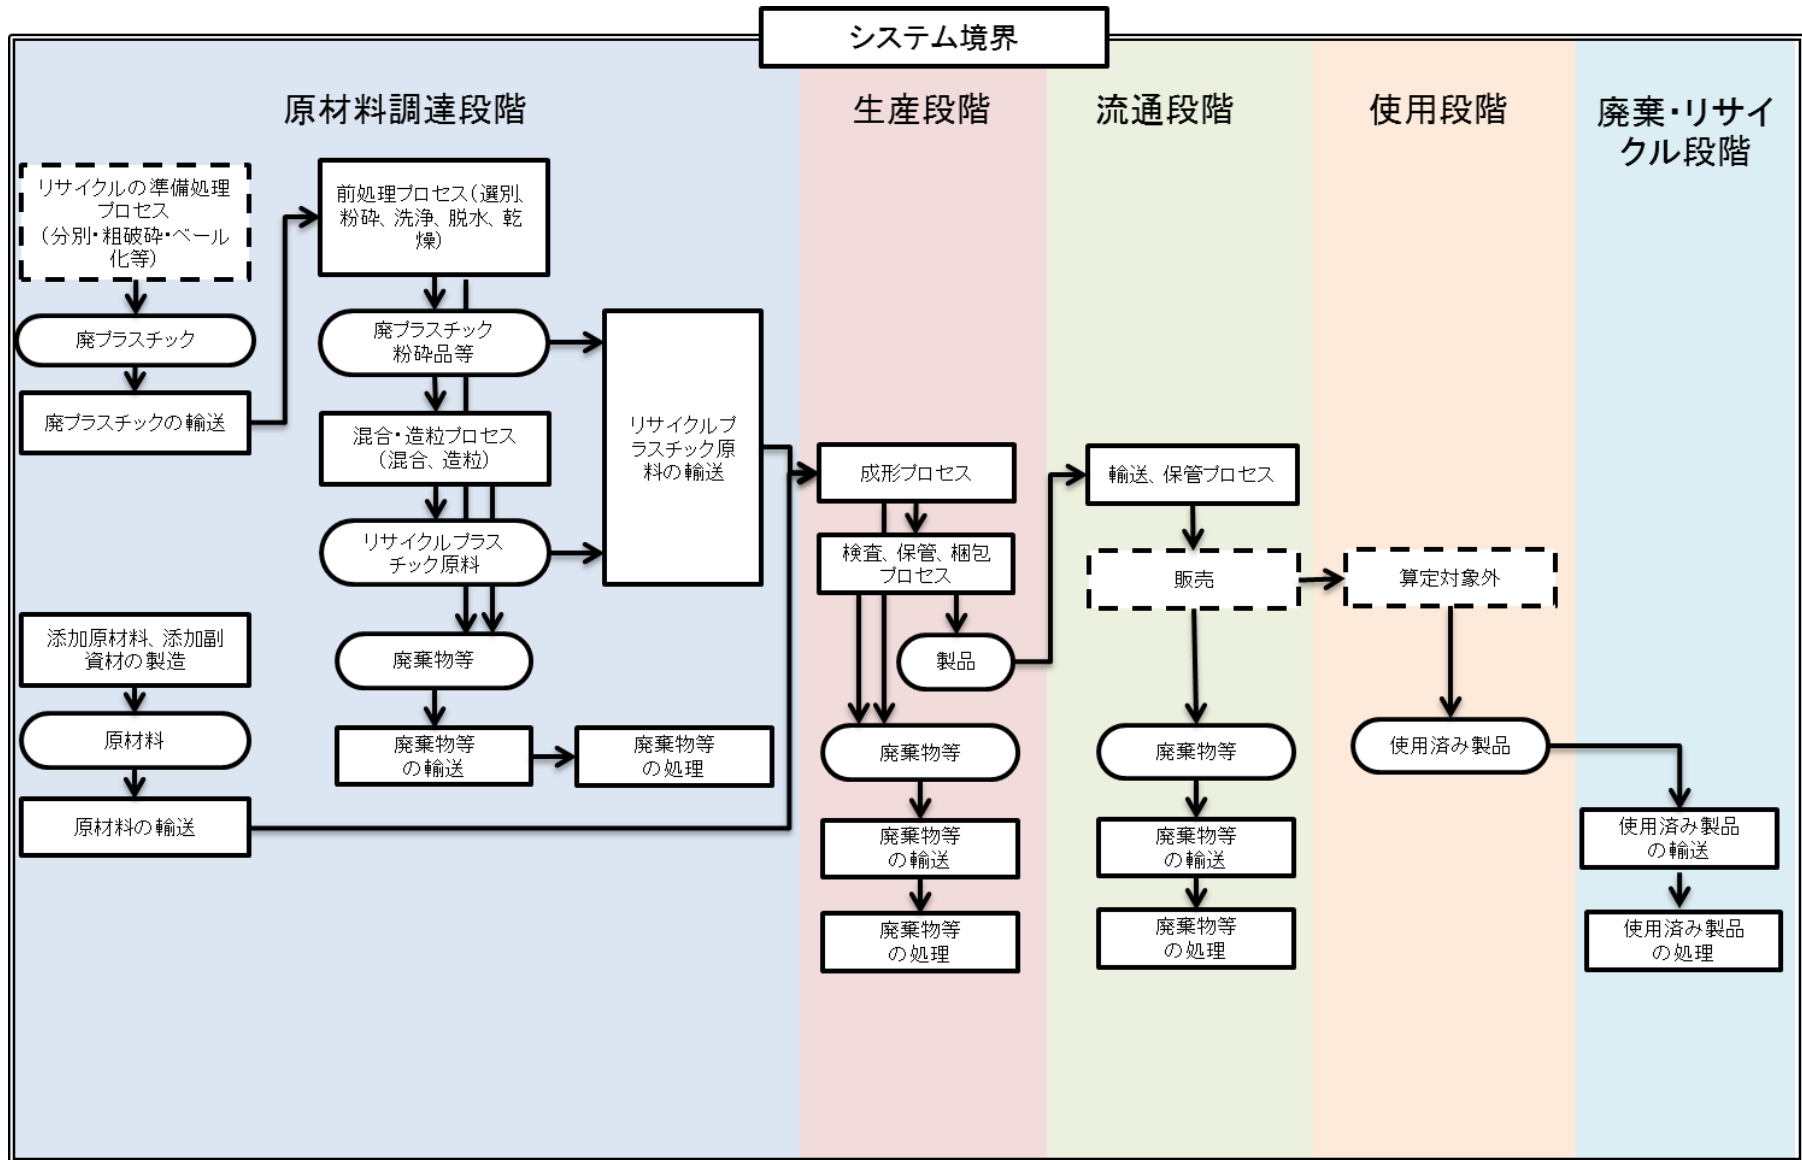 システム境界
原材料調達段階
リサイクルの準備処理
プロセス
（分別・粗破砕・ベール
化等）
廃プラスチック
廃プラスチックの輸送
添加原材料、添加副
資材の製造
原材料
原材料の輸送
前処理プロセス（選別、
粉砕、洗浄、脱水、乾
燥）
廃プラスチック
粉砕品等
混合・造粒プロセス
（混合、造粒）
リサイクルプラス
チック原料
廃棄物等
廃棄物等
の輸送
廃棄物等
の処理
リサイクルプ
ラスチック原
料の輸送
生産段階
成形プロセス
検査、保管、梱包
プロセス
製品
廃棄物等
廃棄物等
の輸送
廃棄物等
の処理
流通段階
輸送、保管プロセス
販売
廃棄物等
廃棄物等
の輸送
廃棄物等
の処理
使用段階
算定対象外
使用済み製品
廃棄・リサイ
クル段階
使用済み製品
の輸送
使用済み製品
の処理